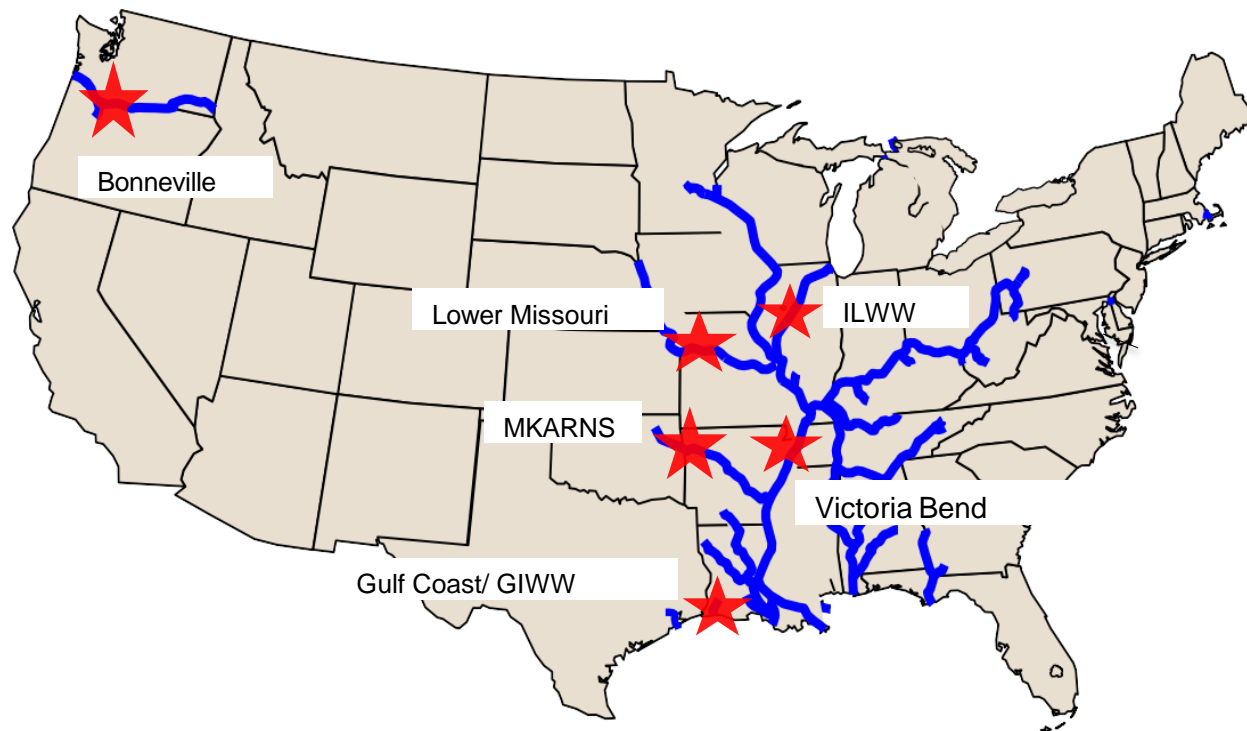 Bonneville
Lower Missouri
ILWW
MKARNS
Victoria Bend
Gulf Coast/ GIWW